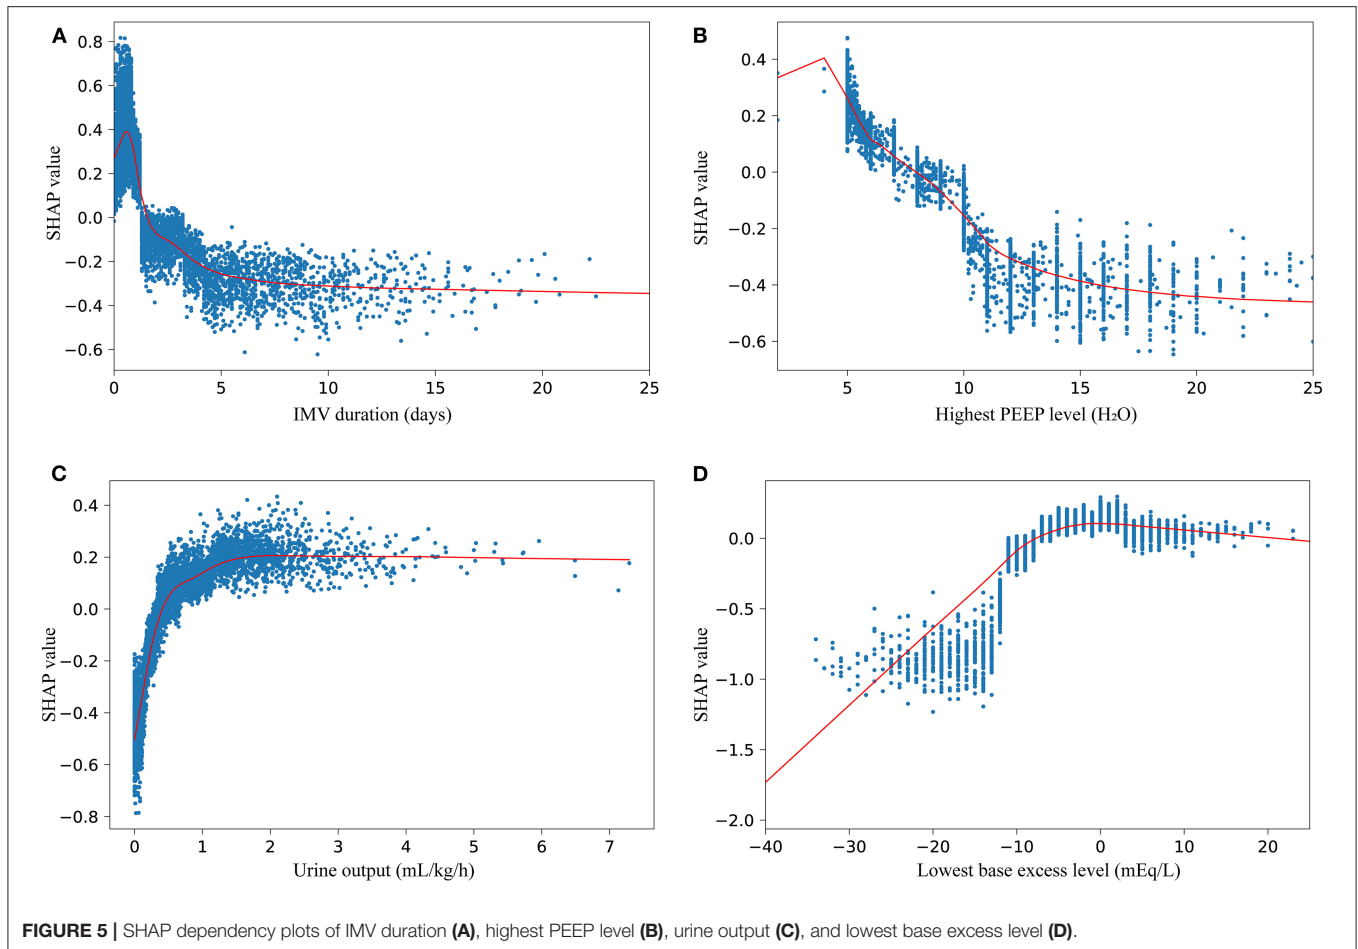 A
0.8
0.6
0.4
0.2
0.0
−0.2
−0.4
−0.6
SHAP value
0 5 10 15 20 25
IMV duration (days)
B
0.4
0.2
0.0
−0.2
−0.4
−0.6
SHAP value
5 10 15 20 25
Highest PEEP level (H₂O)
C
0.4
0.2
0.0
−0.2
−0.4
−0.6
−0.8
SHAP value
0 1 2 3 4 5 6 7
Urine output (mL/kg/h)
D
0.0
−0.5
−1.0
−1.5
−2.0
SHAP value
−40 −30 −20 −10 0 10 20
Lowest base excess level (mEq/L)
FIGURE 5 | SHAP dependency plots of IMV duration (A), highest PEEP level (B), urine output (C), and lowest base excess level (D).